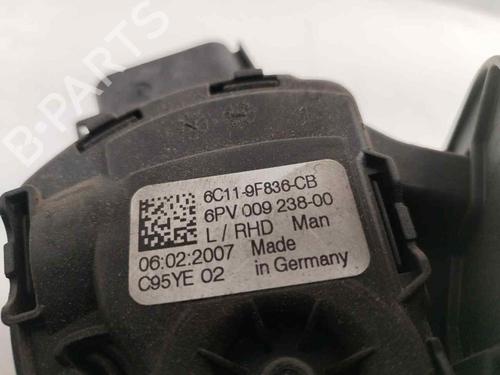 B-PARTS
6C11-9F836-CB
6PV 009 238-00
L / RHD Man
06:02:2007 Made
C95YE 02 in Germany